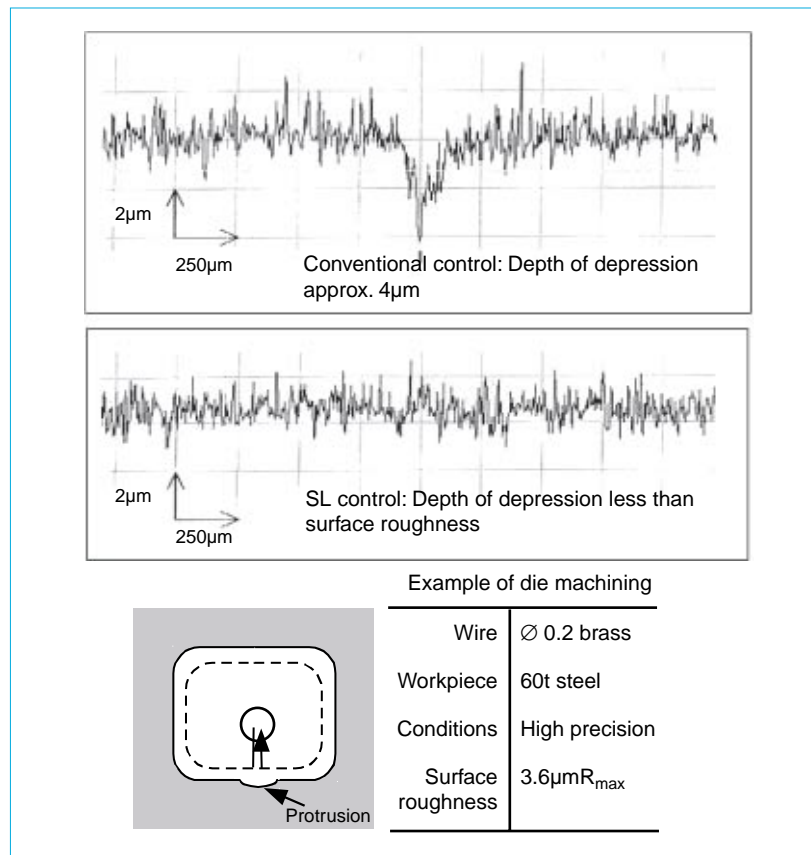 2μm
250μm
Conventional control: Depth of depression
approx. 4μm
2μm
250μm
SL control: Depth of depression less than
surface roughness
Example of die machining
Wire ∅ 0.2 brass
Workpiece 60t steel
Conditions High precision
Surface 3.6μmRmax
roughness
Protrusion